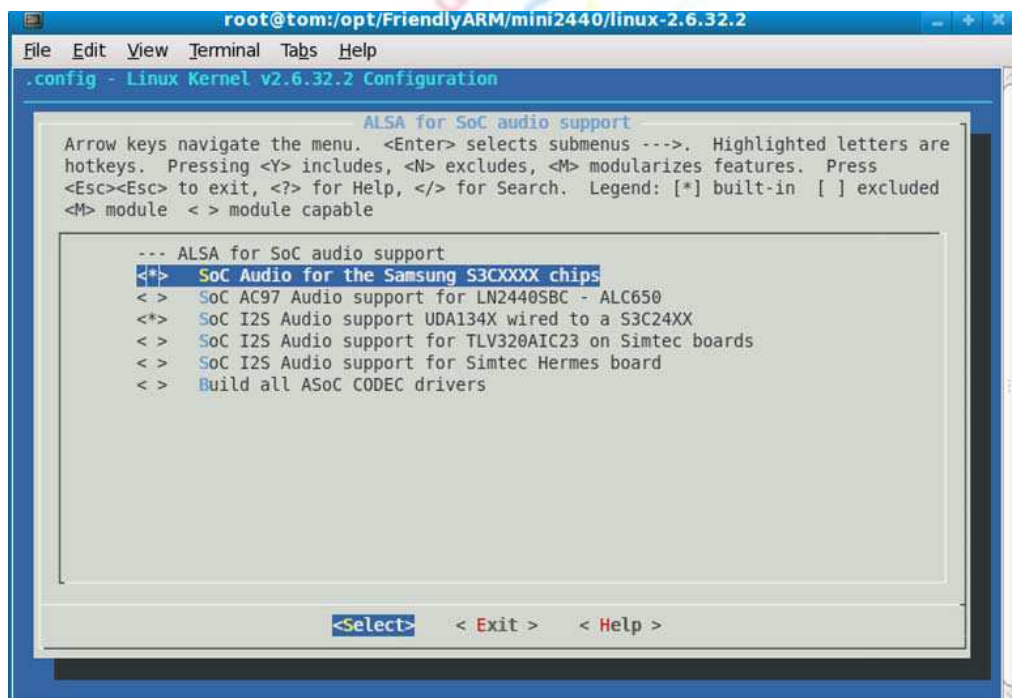 root@tom:/opt/FriendlyARM/mini2440/linux-2.6.32.2
File Edit View Terminal Tabs Help
.config - Linux Kernel v2.6.32.2 Configuration
ALSA for SoC audio support
Arrow keys navigate the menu. <Enter> selects submenus --->. Highlighted letters are
hotkeys. Pressing <Y> includes, <N> excludes, <M> modularizes features. Press
<Esc><Esc> to exit, <?> for Help, </> for Search. Legend: [*] built-in [ ] excluded
<M> module < > module capable
--- ALSA for SoC audio support
<*> SoC Audio for the Samsung S3CXXXX chips
< > SoC AC97 Audio support for LN2440SBC - ALC650
<*> SoC I2S Audio support UDA134X wired to a S3C24XX
< > SoC I2S Audio support for TLV320AIC23 on Simtec boards
< > SoC I2S Audio support for Simtec Hermes board
< > Build all ASoC CODEC drivers
<Select> < Exit > < Help >